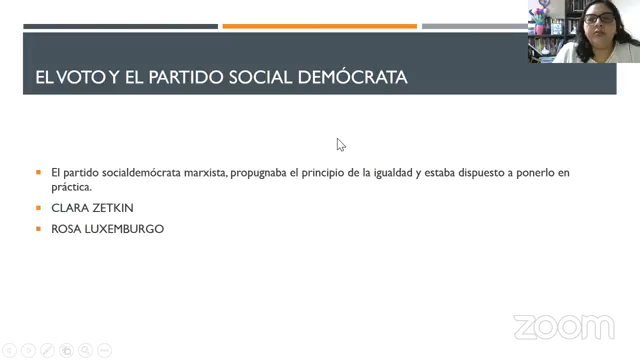 EL VOTO Y EL PARTIDO SOCIAL DEMÓCRATA
El partido socialdemócrata marxista, propugnaba el principio de la igualdad y estaba dispuesto a ponerlo en
práctica.
CLARA ZETKIN
ROSA LUXEMBURGO
zoom